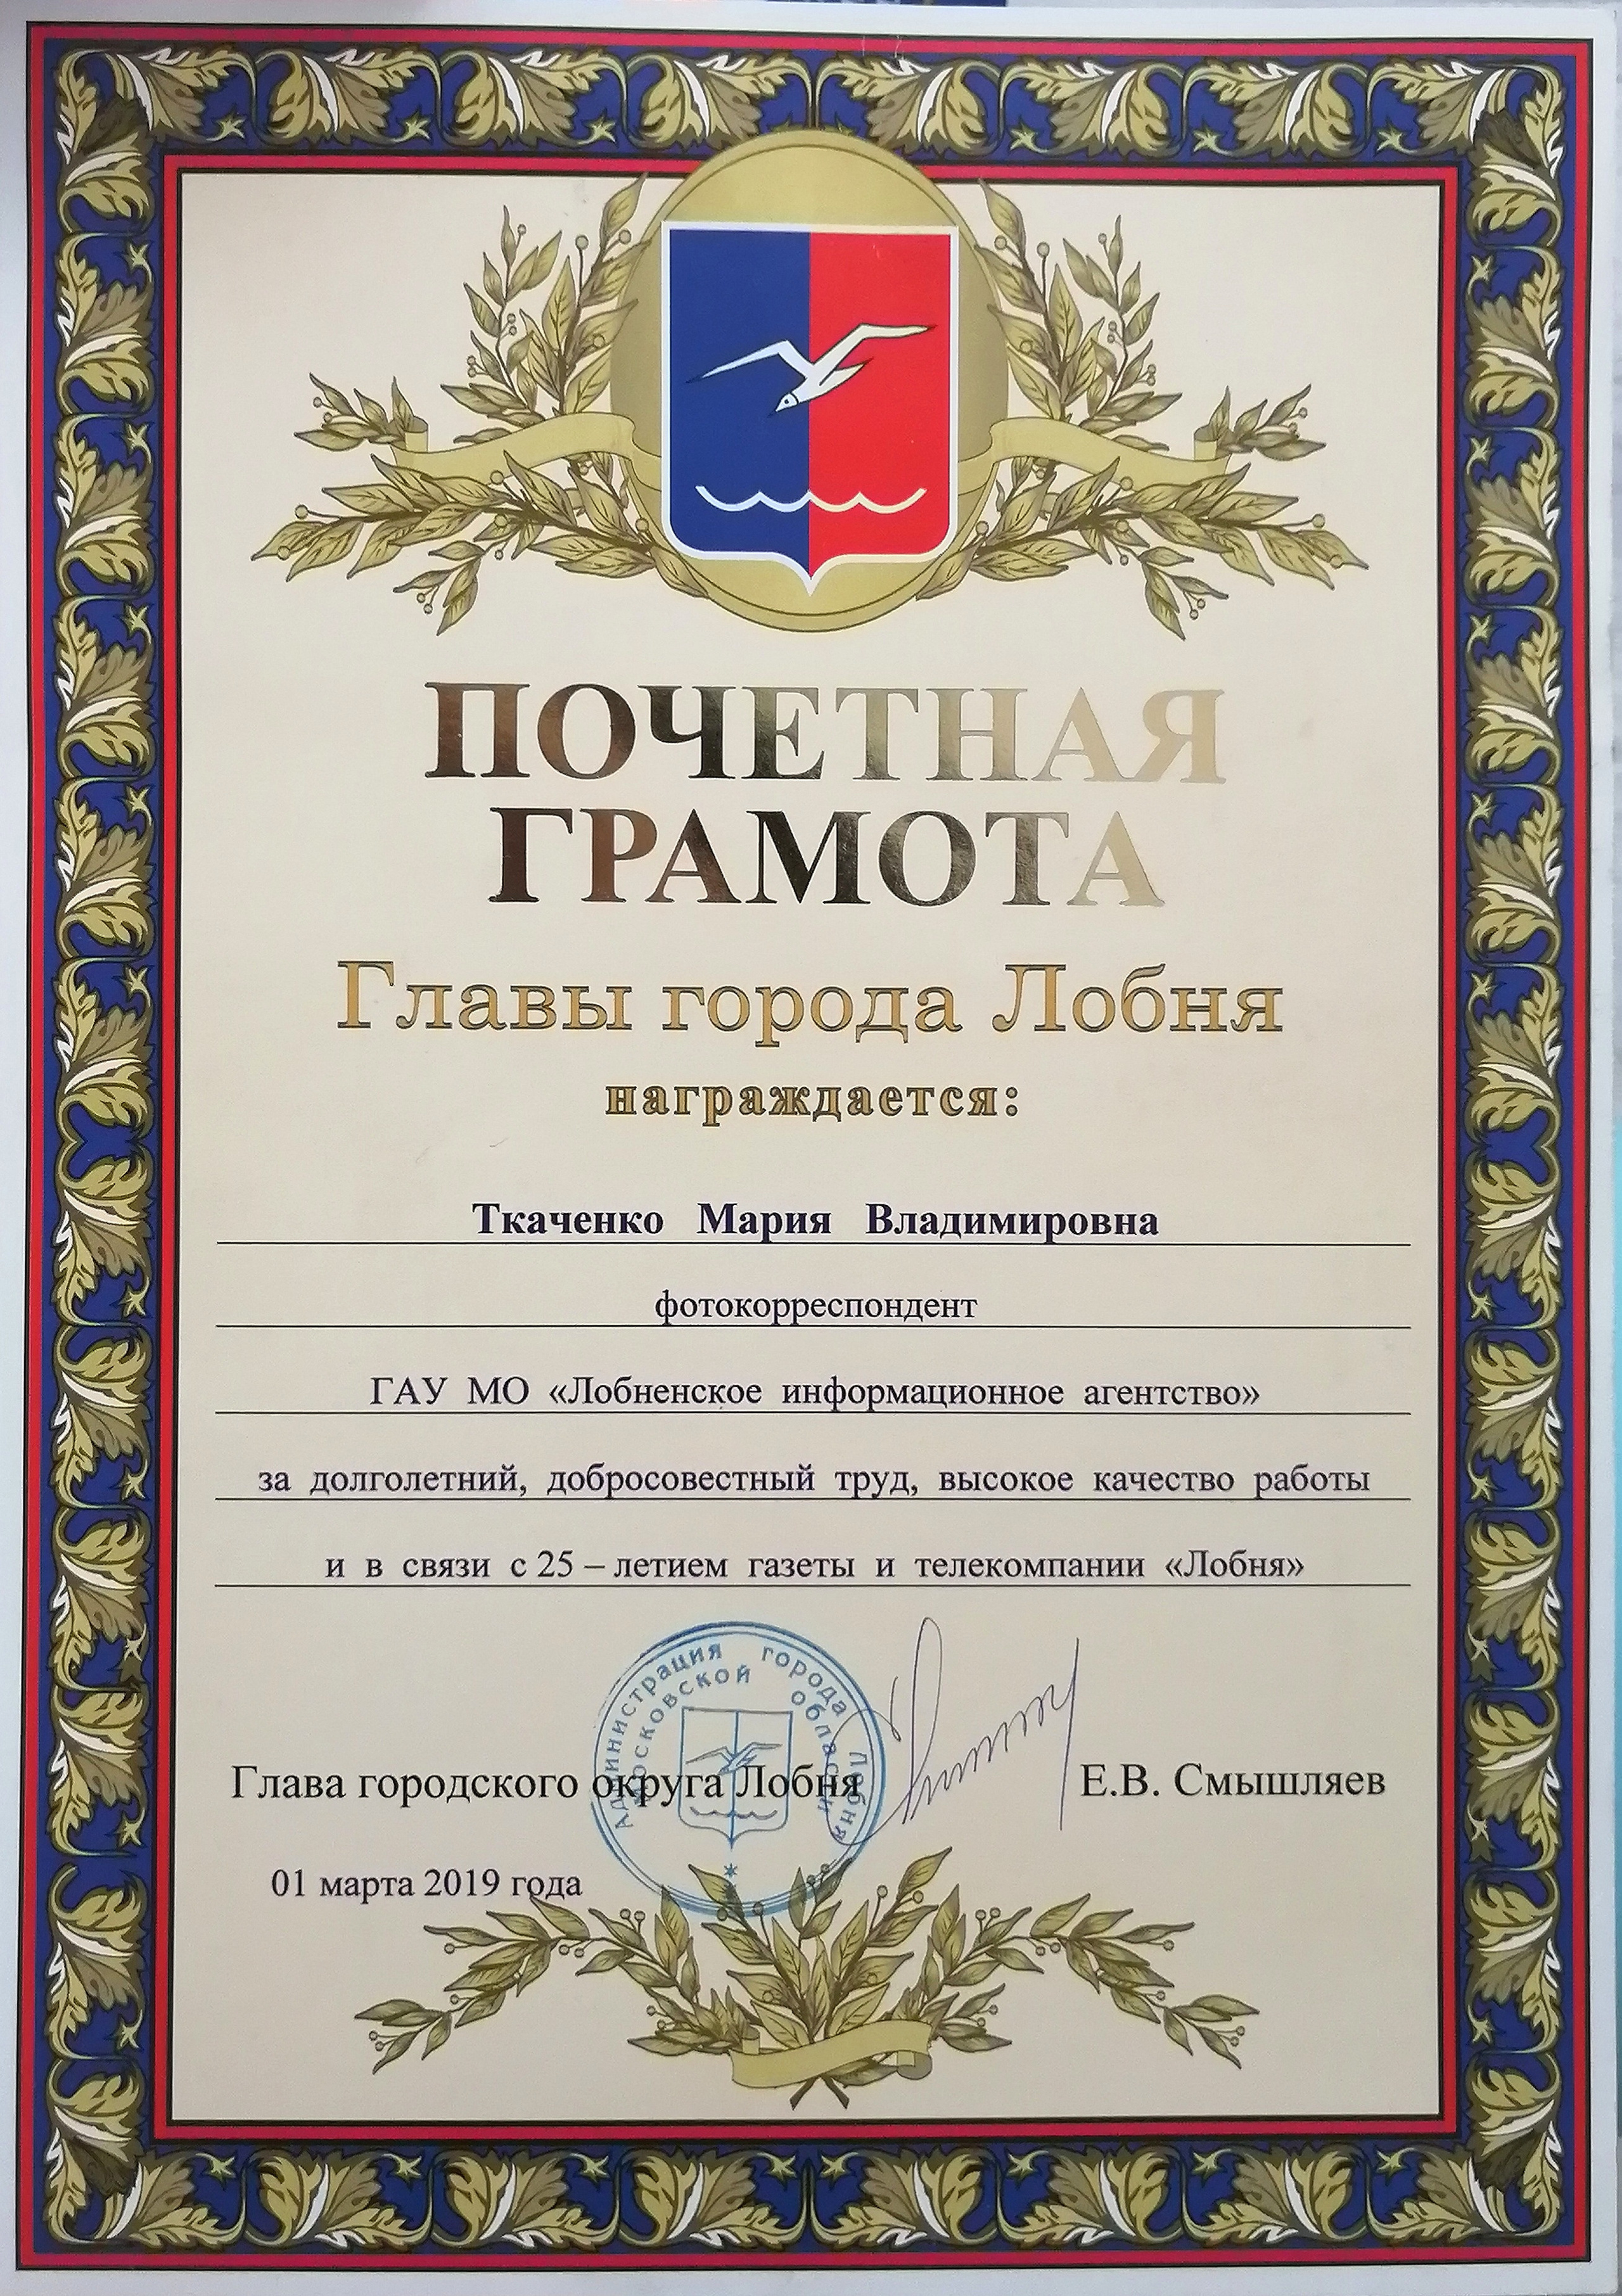 ПОЧЕТНАЯ
ГРАМОТА
Главы города Лобня
награждается:
Ткаченко Мария Владимировна
фотокорреспондент
ГАУ МО «Лобненское информационное агентство»
за долголетний, добросовестный труд, высокое качество работы
и в связи с 25 – летием газеты и телекомпании «Лобня»
Администрация города Лобня
Московской области
Глава городского округа Лобня Е.В. Смышляев
01 марта 2019 года